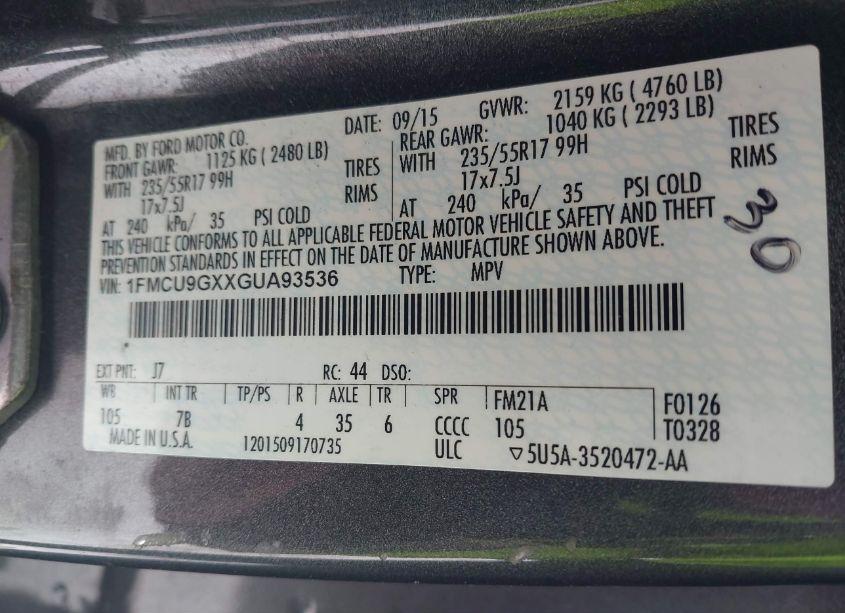 MFD. BY FORD MOTOR CO.
DATE: 09/15 GVWR: 2159 KG ( 4760 LB)
FRONT GAWR: 1125 KG ( 2480 LB) REAR GAWR: 1040 KG ( 2293 LB)
WITH 235/55R17 99H TIRES WITH 235/55R17 99H TIRES
17x7.5J RIMS 17x7.5J RIMS
AT 240 kPa/ 35 PSI COLD AT 240 kPa/ 35 PSI COLD
THIS VEHICLE CONFORMS TO ALL APPLICABLE FEDERAL MOTOR VEHICLE SAFETY AND THEFT
PREVENTION STANDARDS IN EFFECT ON THE DATE OF MANUFACTURE SHOWN ABOVE.
VIN: 1FMCU9GXXGUA93536 TYPE: MPV
30
EXT PNT: J7 RC: 44 DSO:
WB INT TR TP/PS R AXLE TR SPR FM21A F0126
105 7B 4 35 6 CCCC 105 T0328
MADE IN U.S.A. 1201509170735 ULC ▽5U5A-3520472-AA